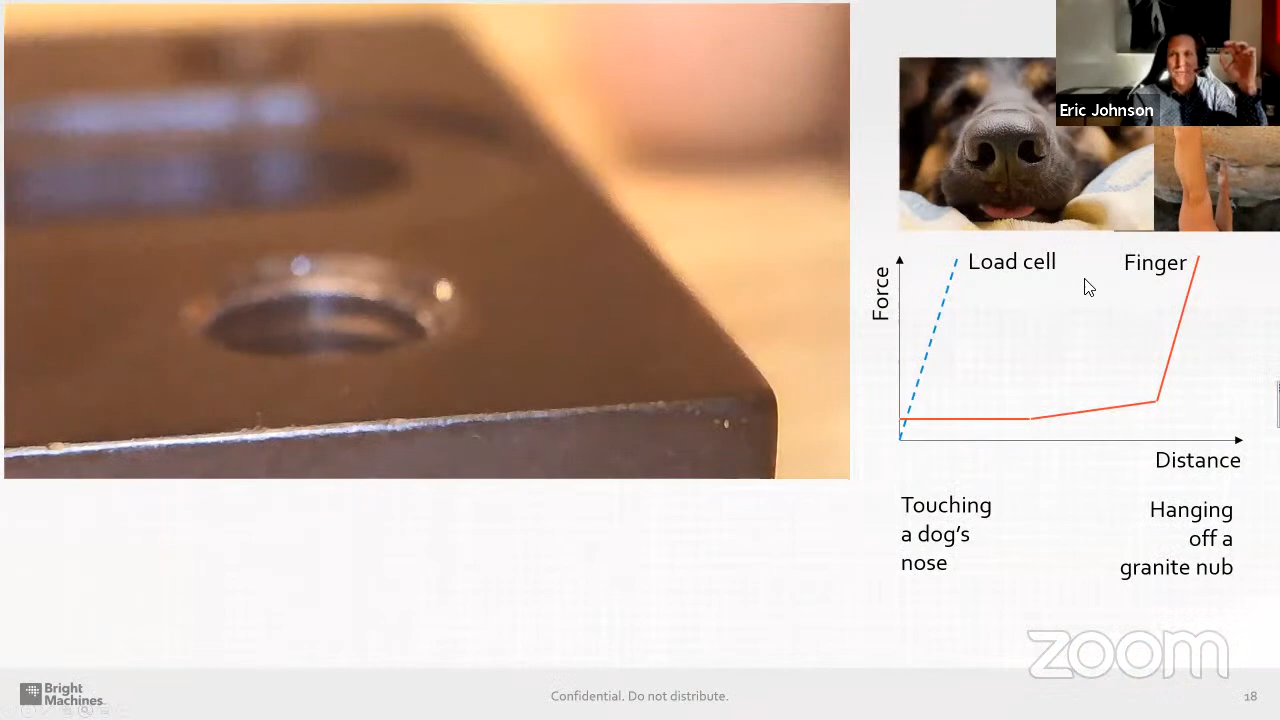 Eric Johnson
Load cell
Finger
Force
Distance
Touching
a dog's
nose
Hanging
off a
granite nub
zoom
Bright
Machines
Confidential. Do not distribute.
18